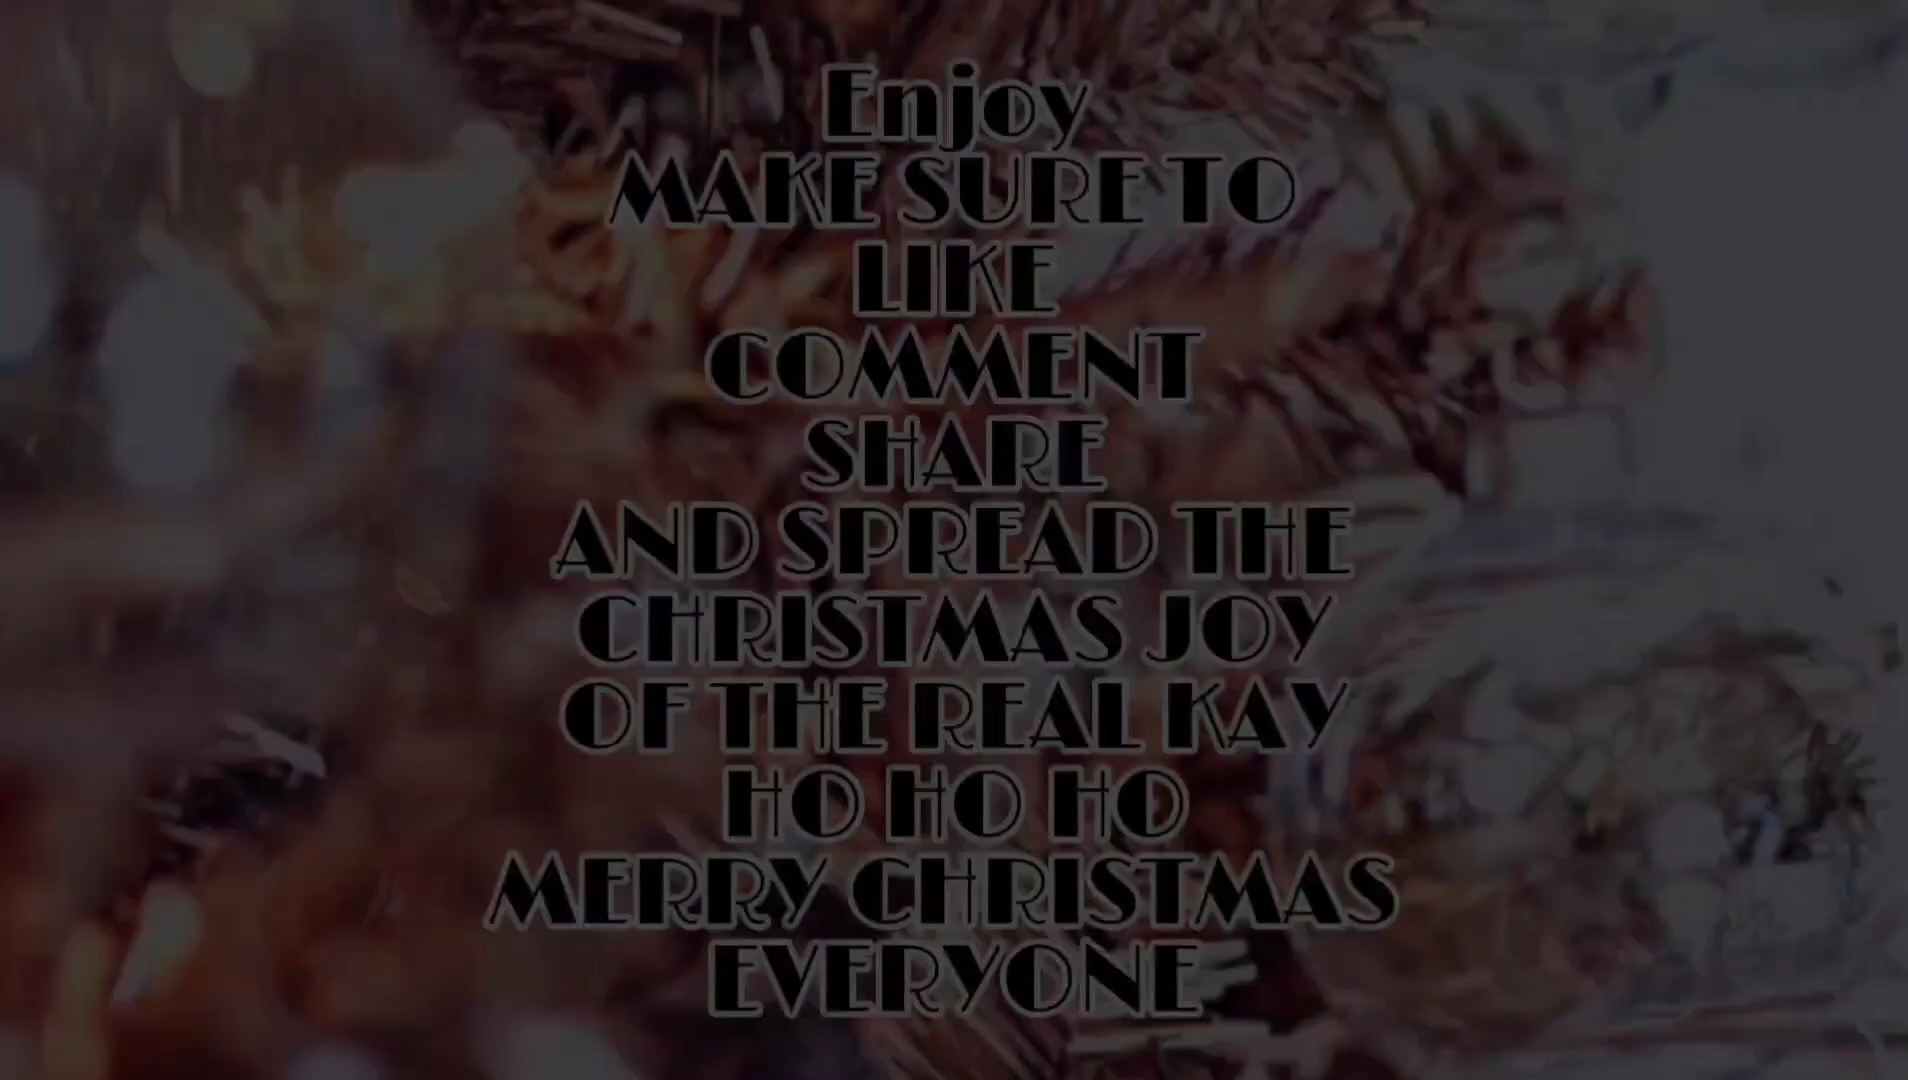 Enjoy
MAKE SURE TO
LIKE
COMMENT
SHARE
AND SPREAD THE
CHRISTMAS JOY
OF THE REAL KAY
HO HO HO
MERRY CHRISTMAS
EVERYONE